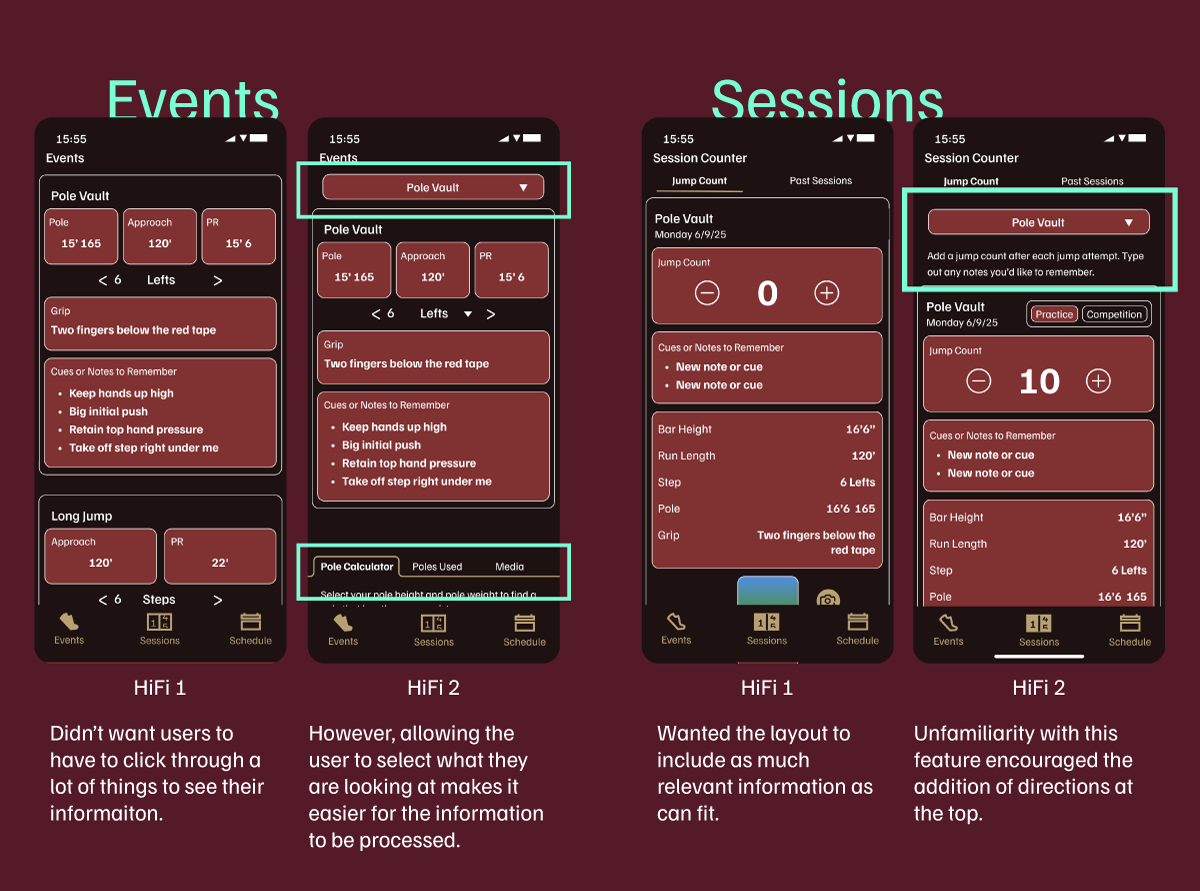 Events
15:55
Events
Pole Vault
Pole
15' 165
Approach
120'
PR
15' 6
< 6 Lefts >
Grip
Two fingers below the red tape
Cues or Notes to Remember
• Keep hands up high
• Big initial push
• Retain top hand pressure
• Take off step right under me
Long Jump
Approach
120'
PR
22'
< 6 Steps >
Events
Sessions
Schedule
HiFi 1
Didn't want users to
have to click through a
lot of things to see their
informaiton.
15:55
Events
Pole Vault ▼
Pole Vault
Pole
15' 165
Approach
120'
PR
15' 6
< 6 Lefts ▼ >
Grip
Two fingers below the red tape
Cues or Notes to Remember
• Keep hands up high
• Big initial push
• Retain top hand pressure
• Take off step right under me
Pole Calculator
Poles Used
Media
Select your pole height and pole weight to find a
Events
Sessions
Schedule
HiFi 2
However, allowing the
user to select what they
are looking at makes it
easier for the information
to be processed.
Sessions
15:55
Session Counter
Jump Count
Past Sessions
Pole Vault
Monday 6/9/25
Jump Count
0
Cues or Notes to Remember
• New note or cue
• New note or cue
Bar Height 16'6”
Run Length 120'
Step 6 Lefts
Pole 16'6 165
Grip Two fingers below the
red tape
Events
Sessions
Schedule
HiFi 1
Wanted the layout to
include as much
relevant information as
can fit.
15:55
Session Counter
Jump Count
Past Sessions
Pole Vault ▼
Add a jump count after each jump attempt. Type
out any notes you'd like to remember.
Pole Vault
Monday 6/9/25
Practice
Competition
Jump Count
10
Cues or Notes to Remember
• New note or cue
• New note or cue
Bar Height 16'6”
Run Length 120'
Step 6 Lefts
Pole 16'6 165
Events
Sessions
Schedule
HiFi 2
Unfamiliarity with this
feature encouraged the
addition of directions at
the top.